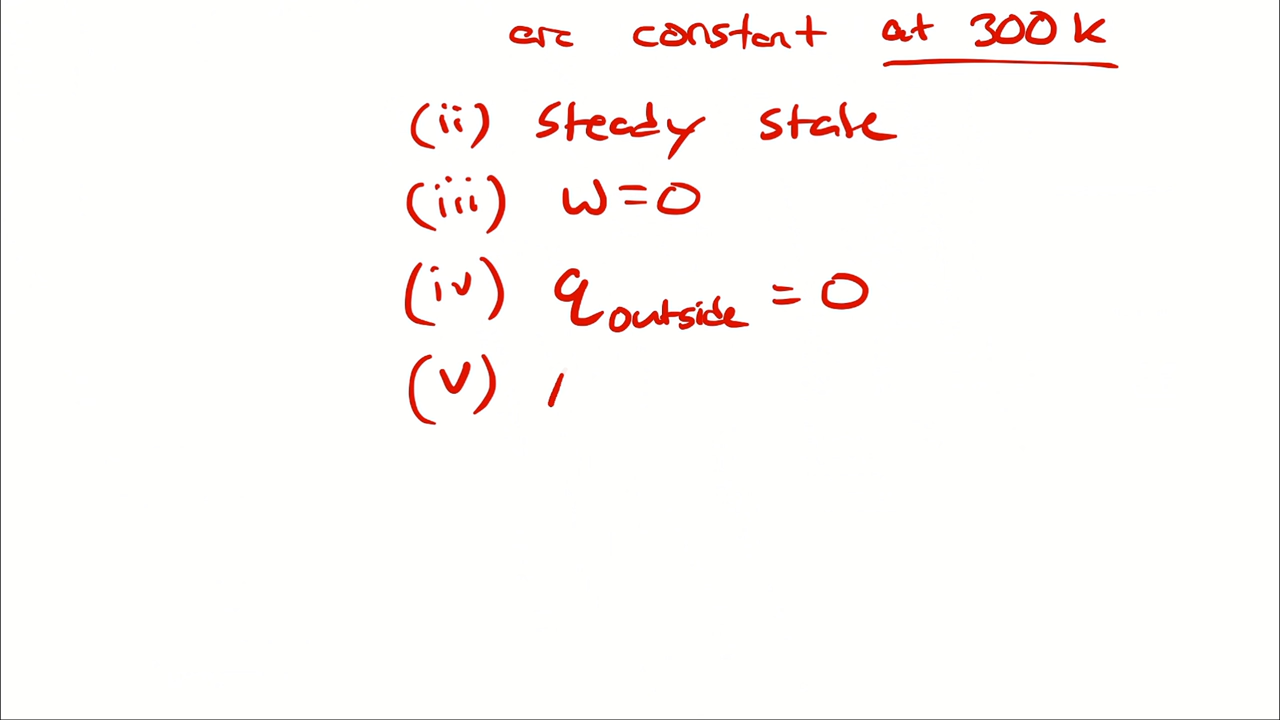 are constant at 300 K
(ii) steady state
(iii) w = 0
(iv) q outside = 0
(v)